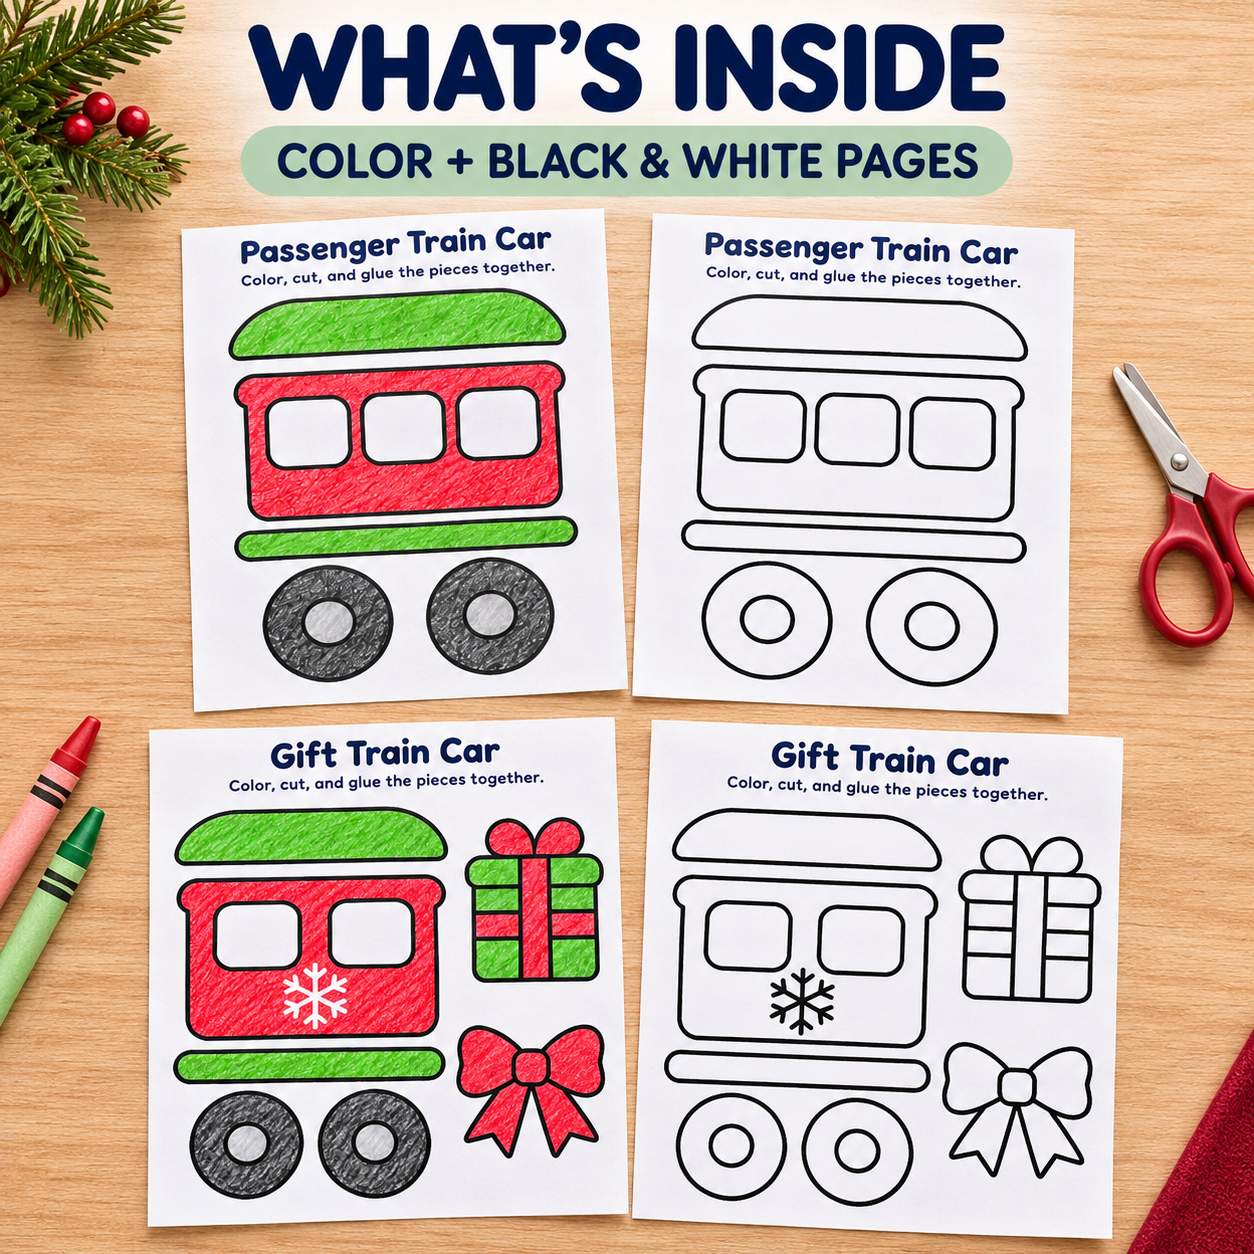 WHAT'S INSIDE
COLOR + BLACK & WHITE PAGES
Passenger Train Car
Color, cut, and glue the pieces together.
Passenger Train Car
Color, cut, and glue the pieces together.
Gift Train Car
Color, cut, and glue the pieces together.
Gift Train Car
Color, cut, and glue the pieces together.